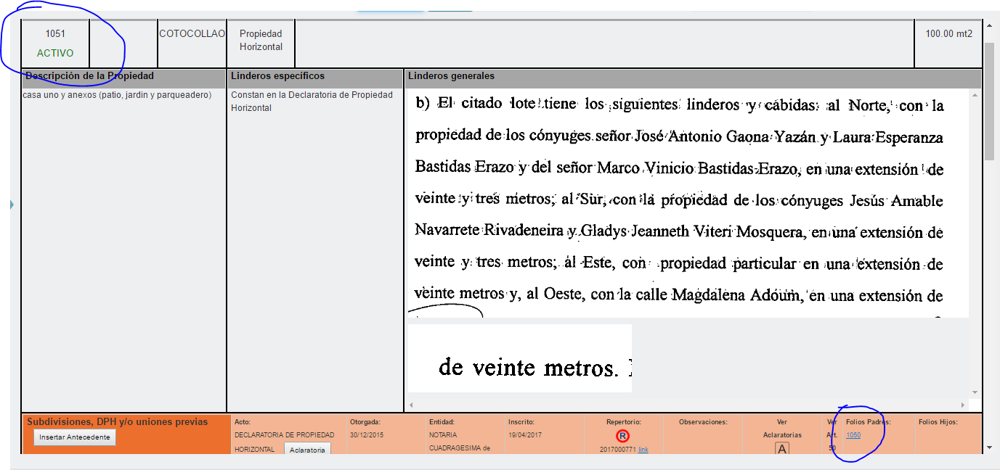 1051
ACTIVO
COTOCOLLAO
Propiedad
Horizontal
100.00 mt2
Descripción de la Propiedad
Linderos específicos
Linderos generales
casa uno y anexos (patio, jardin y parqueadero)
Constan en la Declaratoria de Propiedad
Horizontal
b) El citado lote tiene los siguientes linderos y cabidas: al Norte, con la
propiedad de los cónyuges señor José Antonio Gaona Yazán y Laura Esperanza
Bastidas Erazo y del señor Marco Vinicio Bastidas Erazo, en una extensión de
veinte y tres metros; al Sur, con la propiedad de los cónyuges Jesús Amable
Navarrete Rivadeneira y Gladys Jeanneth Viteri Mosquera, en una extensión de
veinte y tres metros; al Este, con propiedad particular en una extensión de
veinte metros y, al Oeste, con la calle Magdalena Adoum, en una extensión de
de veinte metros.
Subdivisiones, DPH y/o uniones previas
Insertar Antecedente
Acto:
DECLARATORIA DE PROPIEDAD
HORIZONTAL
Aclaratoria
Otorgada:
30/12/2015
Entidad:
NOTARIA
CUADRAGESIMA de
Inscrito:
19/04/2017
Repertorio:
R
2017000771 link
Observaciones:
Ver
Aclaratorias
A
Ver
Art.
50
Folios Padres:
1050
Folios Hijos: